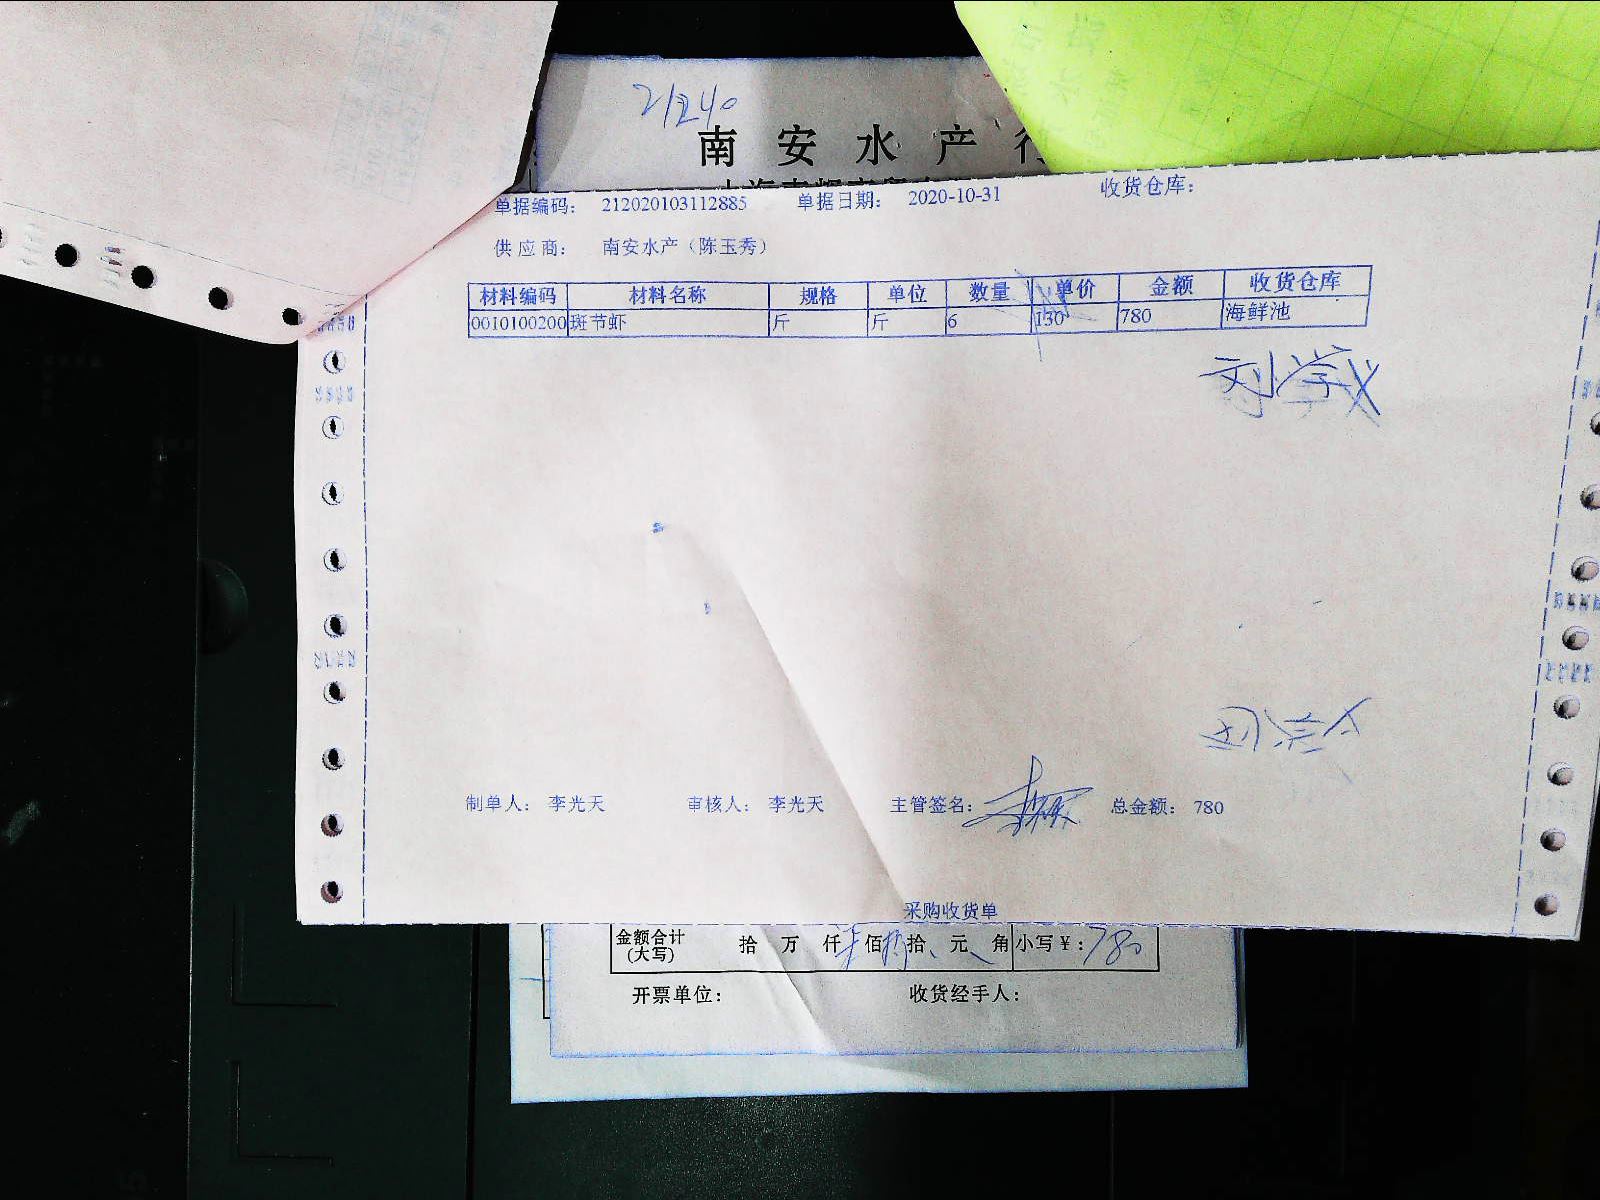 21240
南安水产行
单据编码： 212020103112885 单据日期： 2020-10-31 收货仓库：
供应商： 南安水产（陈玉秀）
材料编码 材料名称 规格 单位 数量 单价 金额 收货仓库
0010100200 斑节虾 斤 斤 6 130 780 海鲜池
刘学义
制单人： 李光天 审核人： 李光天 主管签名： 总金额： 780
采购收货单
金额合计 拾 万 仟 佰 拾 元 角 小写￥：780
(大写)
开票单位： 收货经手人：